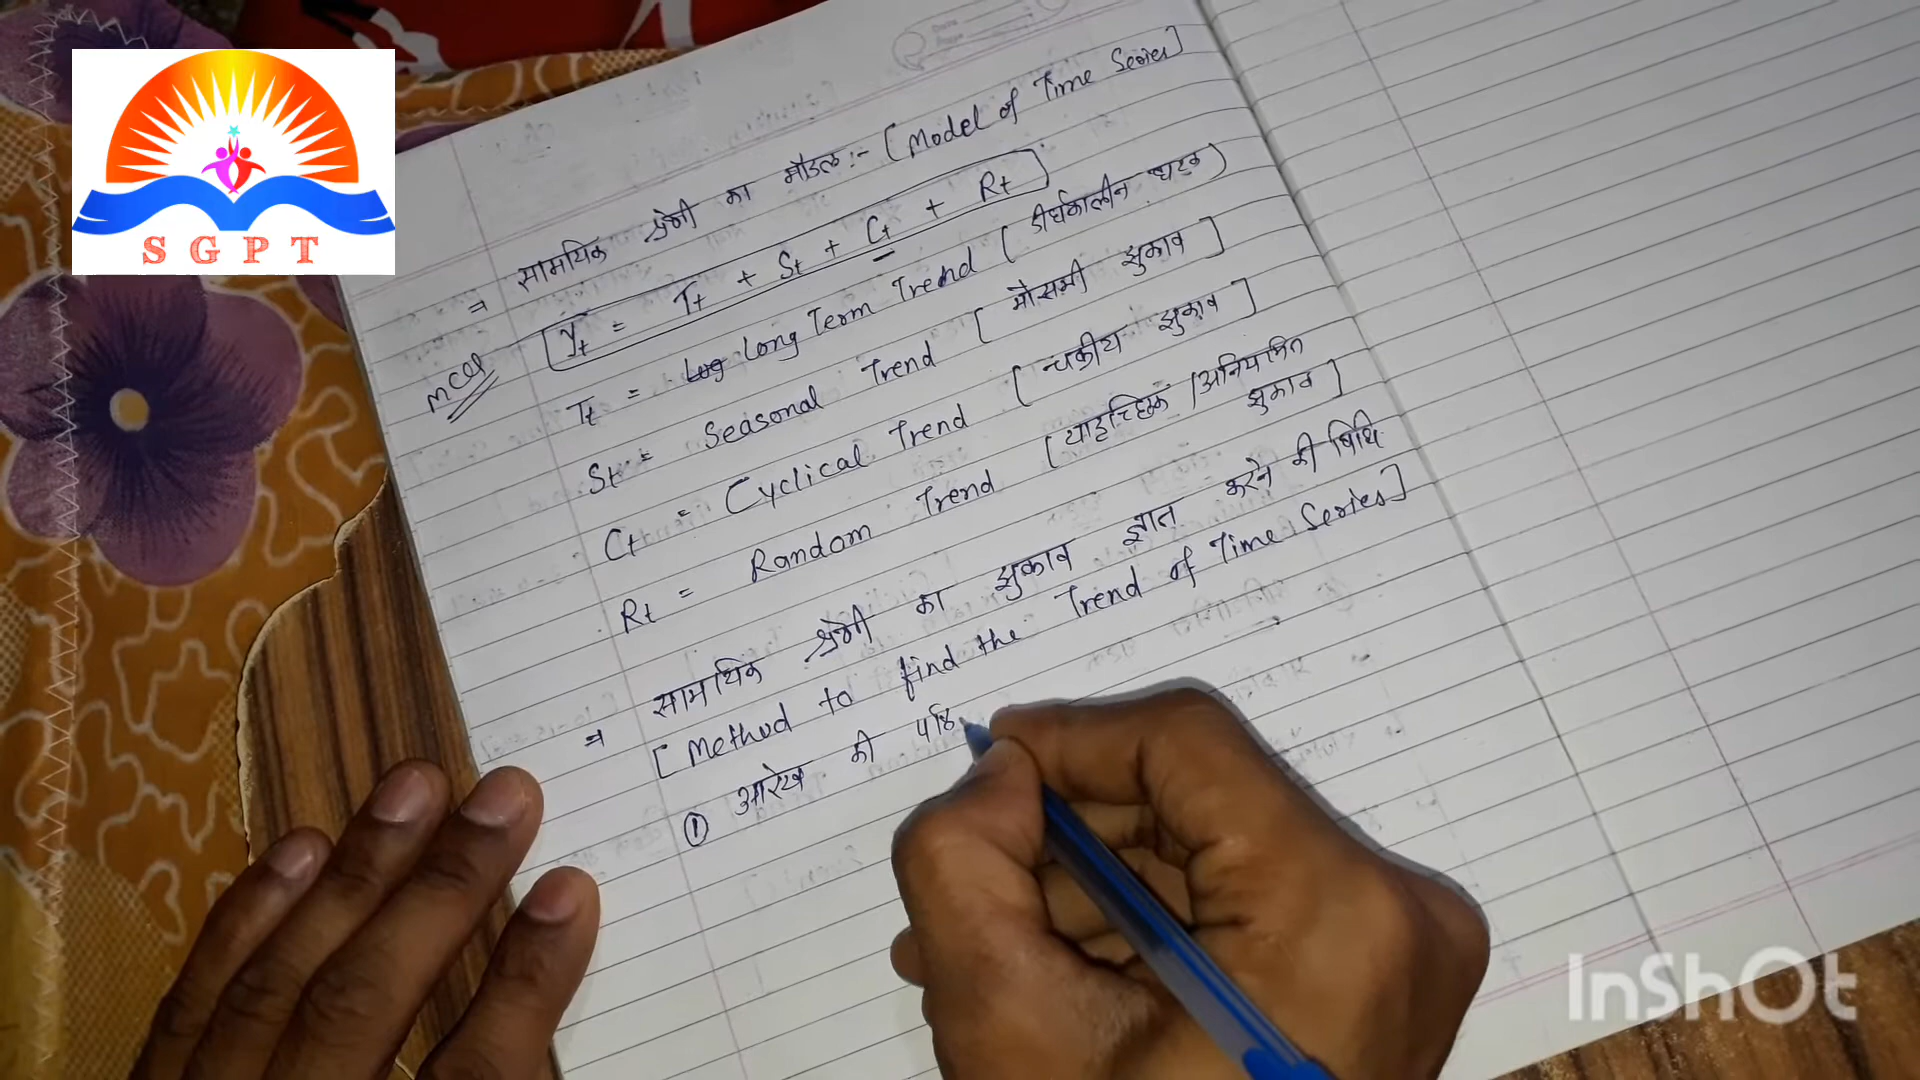 SGPT
⇒ सामयिक श्रेणी का मौडल :- [Model of Time Series]
MCQ
Yt = Tt + St + Ct + Rt
Tt = Long Term Trend (दीर्घकालीन घटक)
St = Seasonal Trend [मौसमी झुकाव]
Ct = Cyclical Trend [चक्रीय झुकाव]
Rt = Random Trend [यादृच्छिक / अनियमित
झुकाव]
⇒ सामयिक श्रेणी का झुकाव ज्ञात करने की विधि
[Method to find the Trend of Time Series]
① आरेख की
InShOt